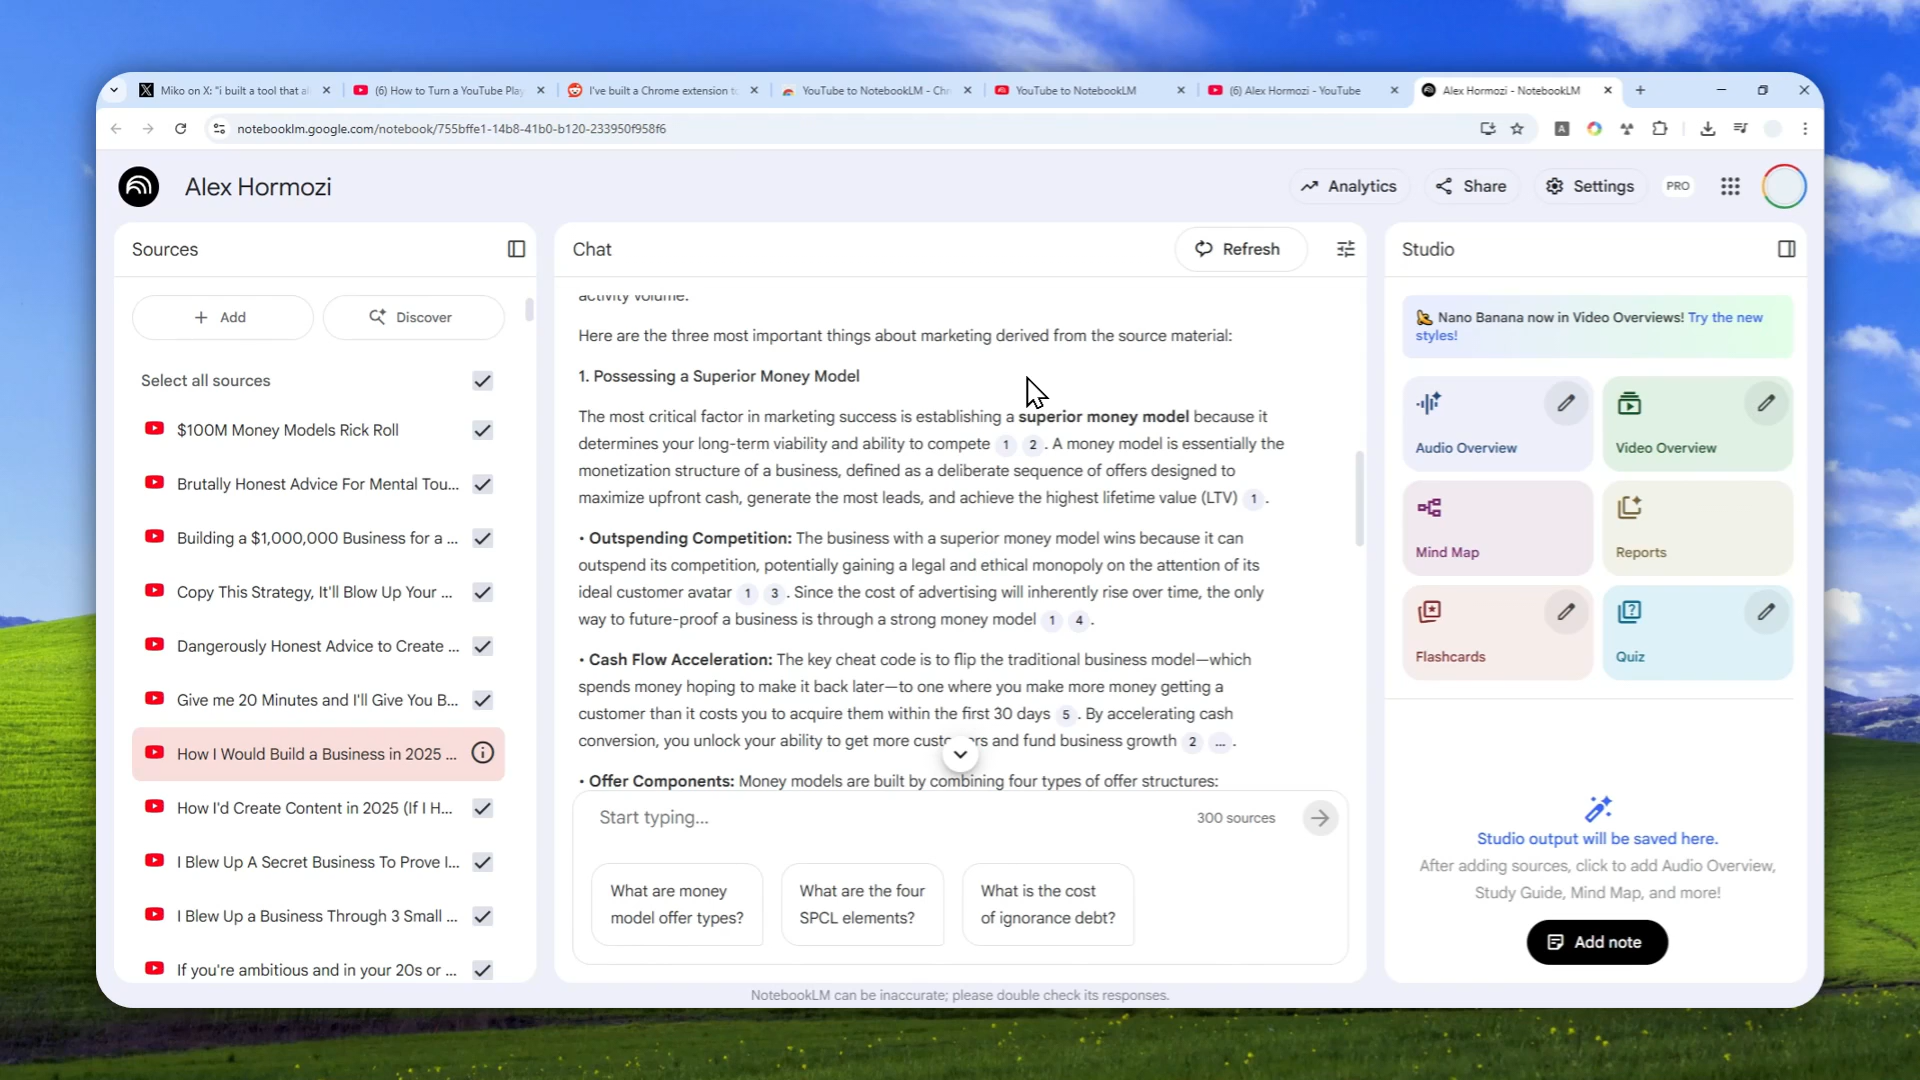 Miko on X: "i built a tool that al
(6) How to Turn a YouTube Play
I've built a Chrome extension to
YouTube to NotebookLM - Chr
YouTube to NotebookLM
(6) Alex Hormozi - YouTube
Alex Hormozi - NotebookLM
notebooklm.google.com/notebook/755bffe1-14b8-41b0-b120-233950f958f6
Alex Hormozi
Analytics
Share
Settings
PRO
Sources
Add
Discover
Select all sources
$100M Money Models Rick Roll
Brutally Honest Advice For Mental Tou...
Building a $1,000,000 Business for a ...
Copy This Strategy, It'll Blow Up Your ...
Dangerously Honest Advice to Create ...
Give me 20 Minutes and I'll Give You B...
How I Would Build a Business in 2025 ...
How I'd Create Content in 2025 (If I H...
I Blew Up A Secret Business To Prove I...
I Blew Up a Business Through 3 Small ...
If you're ambitious and in your 20s or ...
Chat
Refresh
activity volume.
Here are the three most important things about marketing derived from the source material:
1. Possessing a Superior Money Model
The most critical factor in marketing success is establishing a superior money model because it
determines your long-term viability and ability to compete 1 2 . A money model is essentially the
monetization structure of a business, defined as a deliberate sequence of offers designed to
maximize upfront cash, generate the most leads, and achieve the highest lifetime value (LTV) 1 .
• Outspending Competition: The business with a superior money model wins because it can
outspend its competition, potentially gaining a legal and ethical monopoly on the attention of its
ideal customer avatar 1 3 . Since the cost of advertising will inherently rise over time, the only
way to future-proof a business is through a strong money model 1 4 .
• Cash Flow Acceleration: The key cheat code is to flip the traditional business model—which
spends money hoping to make it back later—to one where you make more money getting a
customer than it costs you to acquire them within the first 30 days 5 . By accelerating cash
conversion, you unlock your ability to get more customers and fund business growth 2 ... .
• Offer Components: Money models are built by combining four types of offer structures:
Start typing...
300 sources
What are money
model offer types?
What are the four
SPCL elements?
What is the cost
of ignorance debt?
NotebookLM can be inaccurate; please double check its responses.
Studio
Nano Banana now in Video Overviews! Try the new
styles!
Audio Overview
Video Overview
Mind Map
Reports
Flashcards
Quiz
Studio output will be saved here.
After adding sources, click to add Audio Overview,
Study Guide, Mind Map, and more!
Add note